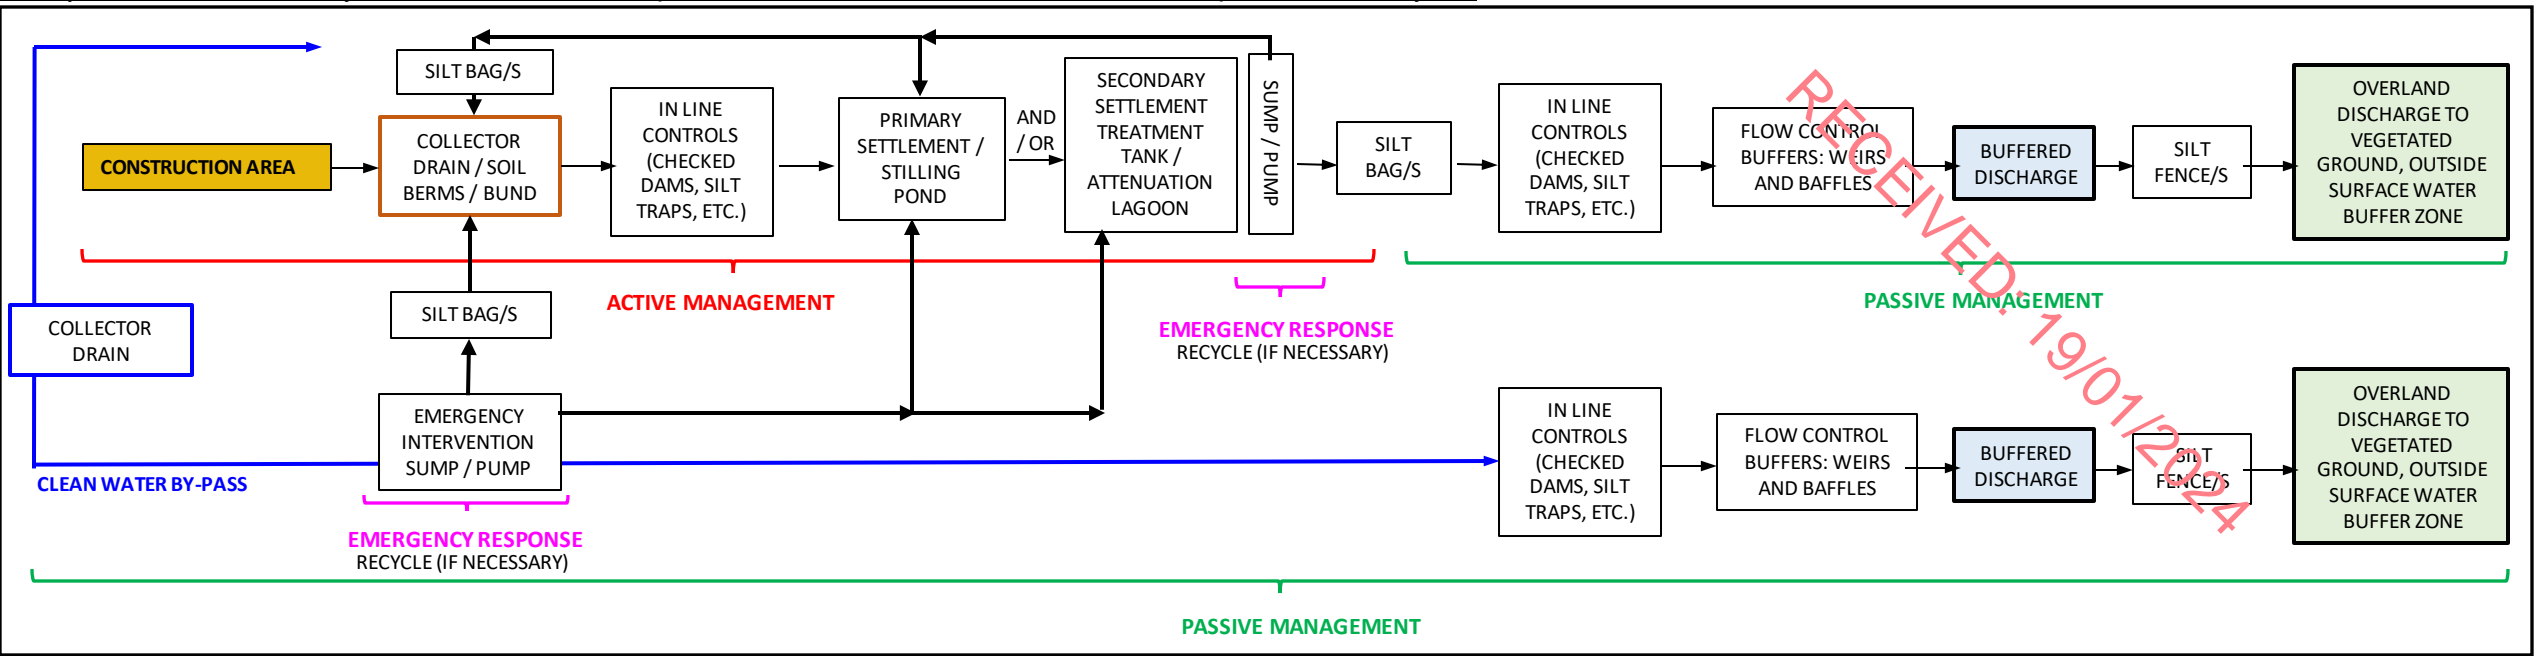 SILT BAG/S
CONSTRUCTION AREA
COLLECTOR
DRAIN / SOIL
BERMS / BUND
IN LINE
CONTROLS
(CHECKED
DAMS, SILT
TRAPS, ETC.)
PRIMARY
SETTLEMENT /
STILLING
POND
AND
/ OR
SECONDARY
SETTLEMENT
TREATMENT
TANK /
ATTENUATION
LAGOON
SUMP / PUMP
SILT
BAG/S
IN LINE
CONTROLS
(CHECKED
DAMS, SILT
TRAPS, ETC.)
FLOW CONTROL
BUFFERS: WEIRS
AND BAFFLES
BUFFERED
DISCHARGE
SILT
FENCE/S
OVERLAND
DISCHARGE TO
VEGETATED
GROUND, OUTSIDE
SURFACE WATER
BUFFER ZONE
RECEIVED: 19/01/2024
ACTIVE MANAGEMENT
PASSIVE MANAGEMENT
EMERGENCY RESPONSE
RECYCLE (IF NECESSARY)
COLLECTOR
DRAIN
SILT BAG/S
EMERGENCY
INTERVENTION
SUMP / PUMP
CLEAN WATER BY-PASS
EMERGENCY RESPONSE
RECYCLE (IF NECESSARY)
IN LINE
CONTROLS
(CHECKED
DAMS, SILT
TRAPS, ETC.)
FLOW CONTROL
BUFFERS: WEIRS
AND BAFFLES
BUFFERED
DISCHARGE
SILT
FENCE/S
OVERLAND
DISCHARGE TO
VEGETATED
GROUND, OUTSIDE
SURFACE WATER
BUFFER ZONE
PASSIVE MANAGEMENT